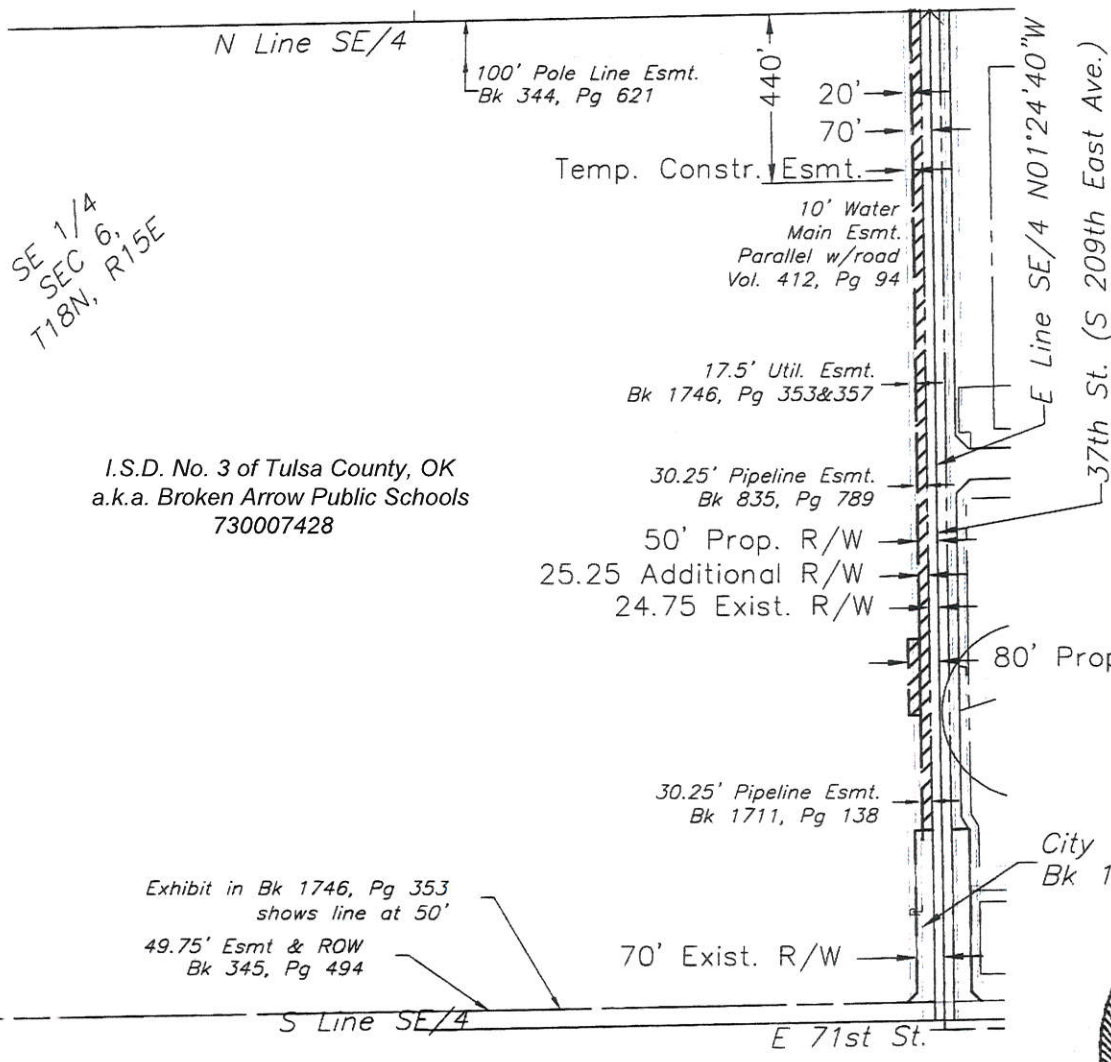 N Line SE/4
100' Pole Line Esmt.
Bk 344, Pg 621
440'
20'
70'
Temp. Constr. Esmt.
10' Water
Main Esmt.
Parallel w/road
Vol. 412, Pg 94
SE 1/4
SEC 6,
T18N, R15E
E Line SE/4 N01°24'40"W
37th St. (S 209th East Ave.)
17.5' Util. Esmt.
Bk 1746, Pg 353&357
I.S.D. No. 3 of Tulsa County, OK
a.k.a. Broken Arrow Public Schools
730007428
30.25' Pipeline Esmt.
Bk 835, Pg 789
50' Prop. R/W
25.25 Additional R/W
24.75 Exist. R/W
80' Prop
30.25' Pipeline Esmt.
Bk 1711, Pg 138
City
Bk 1
Exhibit in Bk 1746, Pg 353
shows line at 50'
49.75' Esmt & ROW
Bk 345, Pg 494
70' Exist. R/W
S Line SE/4
E 71st St.